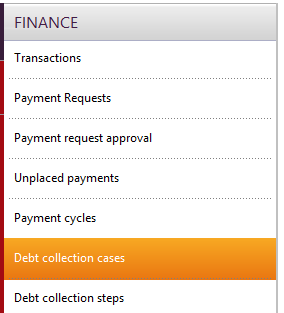 FINANCE
Transactions
Payment Requests
Payment request approval
Unplaced payments
Payment cycles
Debt collection cases
Debt collection steps